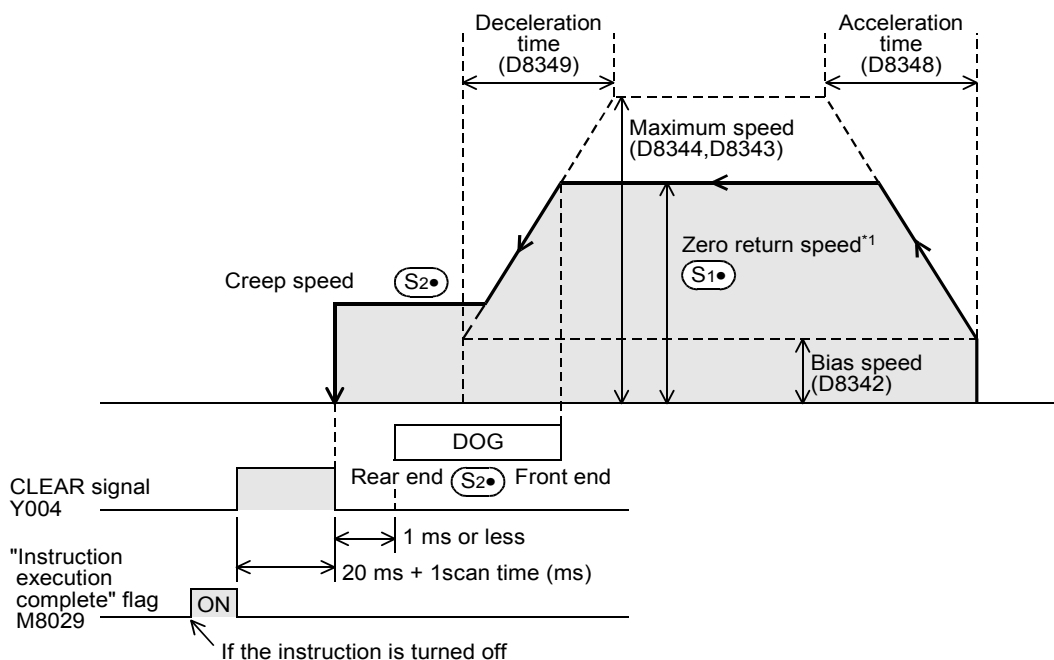 Deceleration
time
(D8349)
Acceleration
time
(D8348)
Maximum speed
(D8344,D8343)
Zero return speed*1
S1•
Creep speed S2•
Bias speed
(D8342)
DOG
Rear end S2• Front end
CLEAR signal
Y004
1 ms or less
20 ms + 1scan time (ms)
"Instruction
execution
complete" flag
M8029
ON
If the instruction is turned off